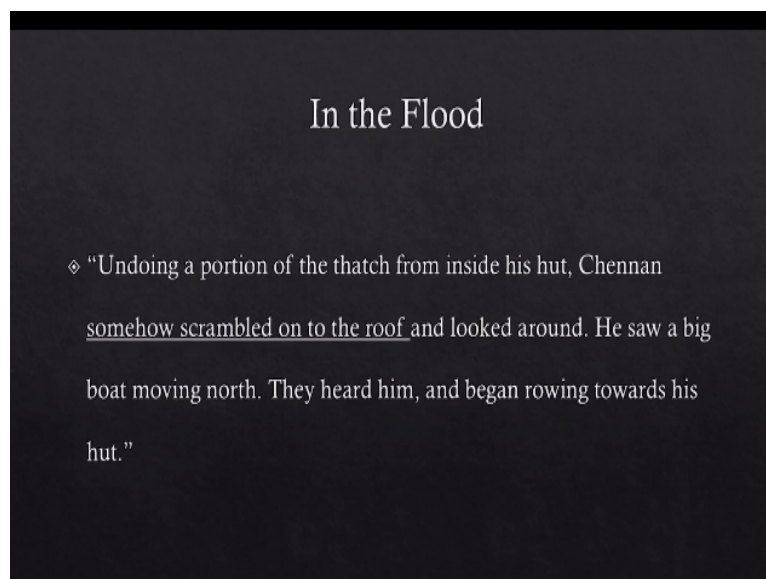 In the Flood
“Undoing a portion of the thatch from inside his hut, Chennan
somehow scrambled on to the roof and looked around. He saw a big
boat moving north. They heard him, and began rowing towards his
hut.”